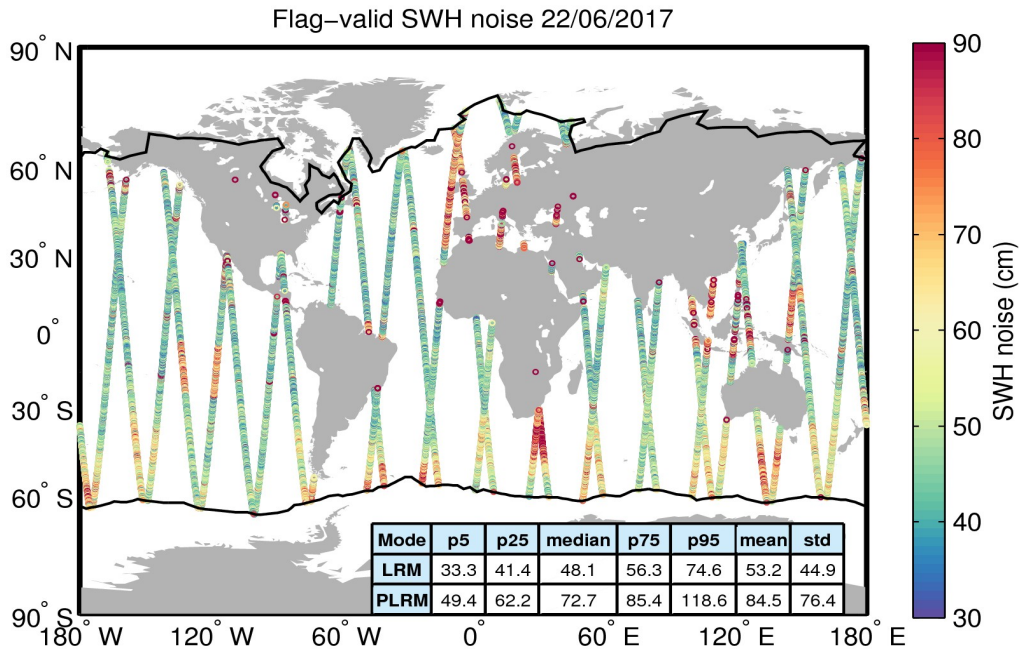 Flag−valid SWH noise 22/06/2017
90° N
60° N
30° N
0°
30° S
60° S
90° S
180° W 120° W 60° W 0° 60° E 120° E 180° E
Mode p5 p25 median p75 p95 mean std
LRM 33.3 41.4 48.1 56.3 74.6 53.2 44.9
PLRM 49.4 62.2 72.7 85.4 118.6 84.5 76.4
90
80
70
60
50
40
30
SWH noise (cm)